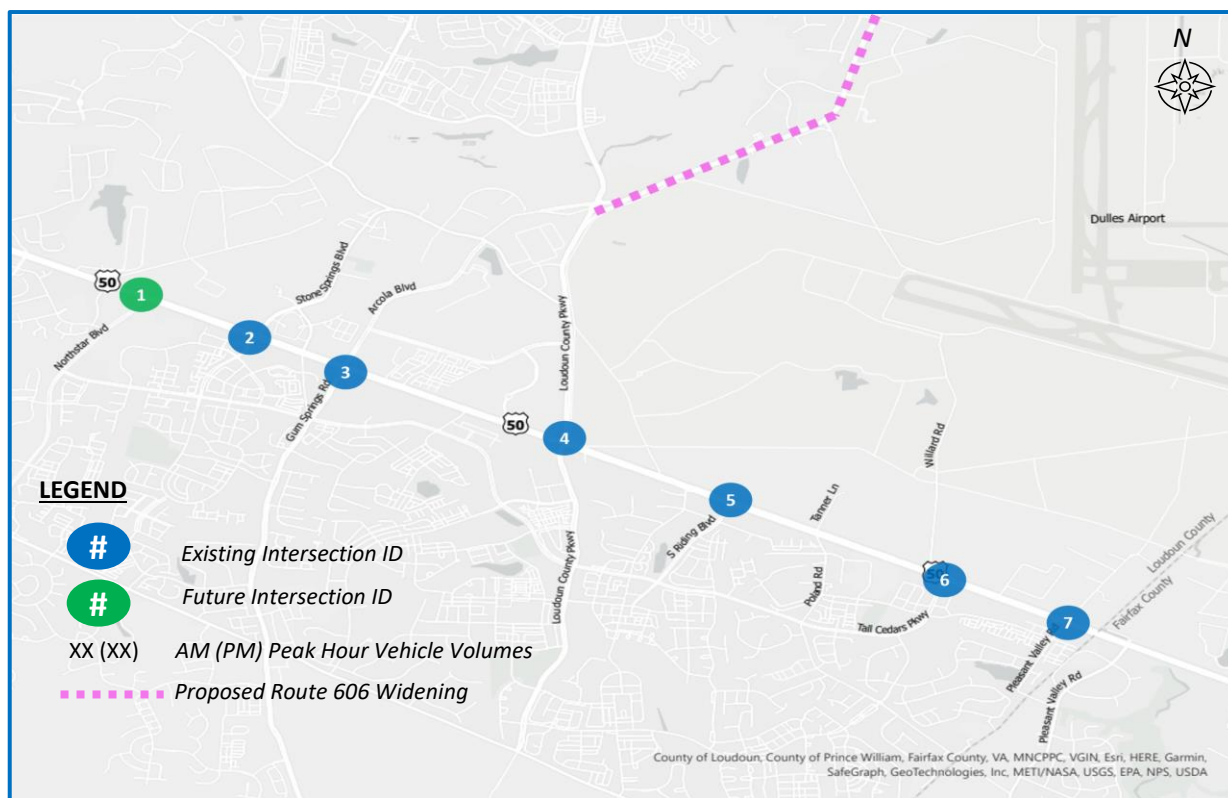 N
Dulles Airport
50
1
Stone Springs Blvd
Arcola Blvd
Northstar Blvd
2
3
Loudoun County Pkwy
Gum Springs Rd
50
4
Willard Rd
LEGEND
5
Tanner Ln
S Riding Blvd
#
Existing Intersection ID
Loudoun County Pkwy
Poland Rd
50
6
Loudoun County
Fairfax County
#
Future Intersection ID
Tall Cedars Pkwy
7
XX (XX)
AM (PM) Peak Hour Vehicle Volumes
Pleasant Valley Rd
Pleasant Valley Rd
Proposed Route 606 Widening
County of Loudoun, County of Prince William, Fairfax County, VA, MNCPPC, VGIN, Esri, HERE, Garmin,
SafeGraph, GeoTechnologies, Inc, METI/NASA, USGS, EPA, NPS, USDA